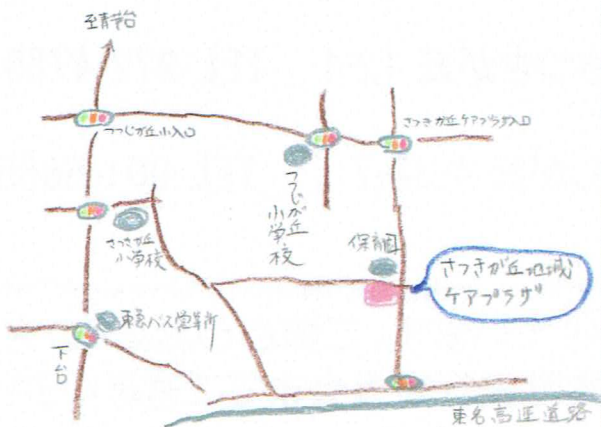 至青葉台
つつじが丘小入口
さつきが丘ケアプラザ入口
つつじが丘
小学校
さつきが丘
小学校
保育園
さつきが丘地域
ケアプラザ
東急バス営業所
下台
東名高速道路